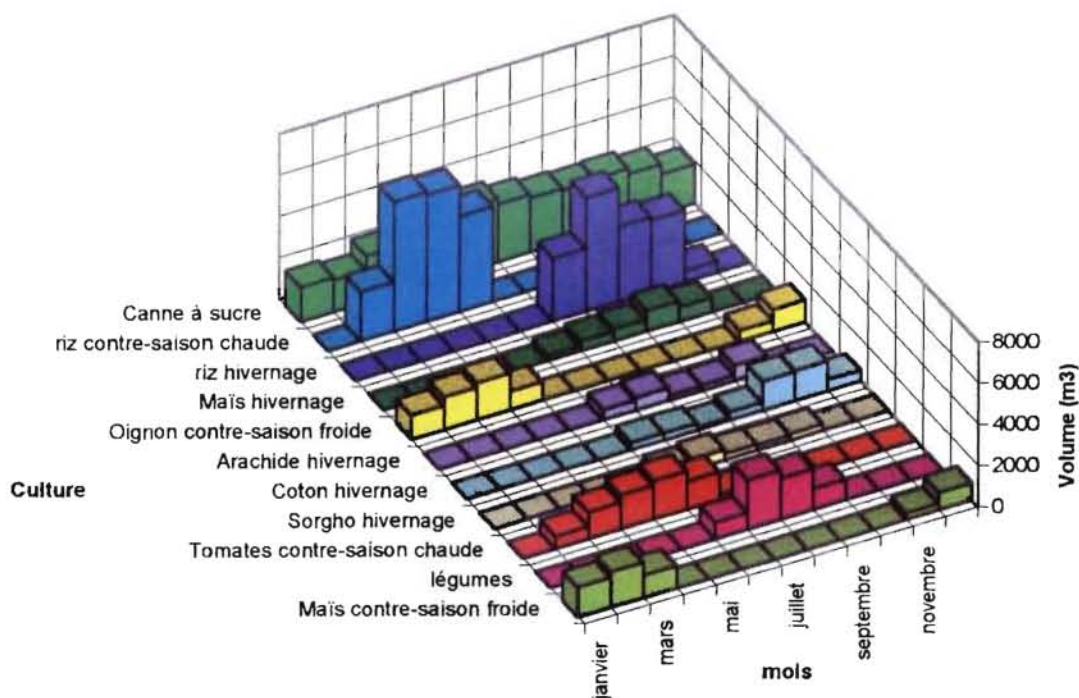 Canne à sucre
riz contre-saison chaude
riz hivernage
Maïs hivernage
Oignon contre-saison froide
Arachide hivernage
Coton hivernage
Sorgho hivernage
Tomates contre-saison chaude
légumes
Maïs contre-saison froide
Culture
janvier
mars
mai
juillet
septembre
novembre
mois
8000
6000
4000
2000
0
Volume (m3)